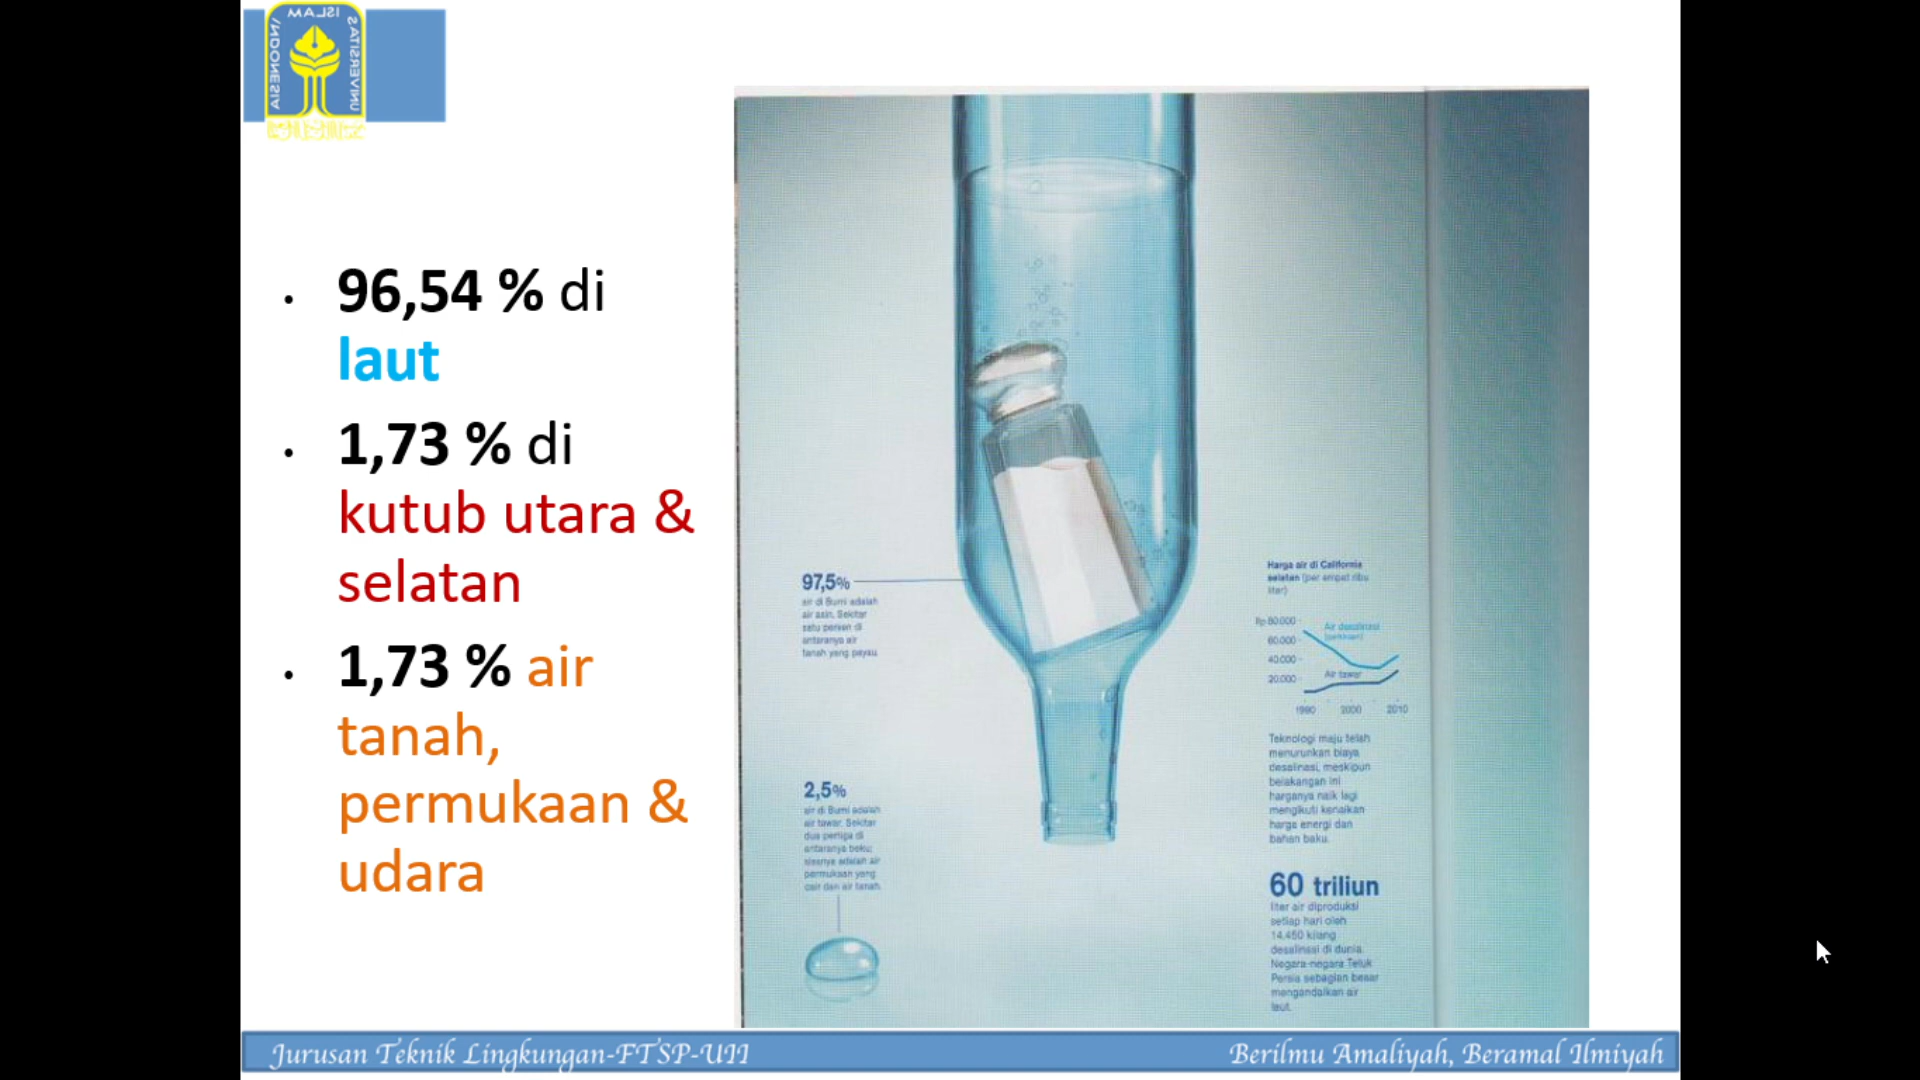 ISLAM
UNIVERSITAS
INDONESIA
• 96,54 % di
laut
• 1,73 % di
kutub utara &
selatan
• 1,73 % air
tanah,
permukaan &
udara
97,5%
air di Bumi adalah
air asin. Sekitar
satu persen di
antaranya air
tanah yang payau.
2,5%
air di Bumi adalah
air tawar. Sekitar
dua pertiga di
antaranya beku;
sisanya adalah air
permukaan yang
cair dan air tanah.
Harga air di California
selatan (per empat ribu
liter)
Rp 80.000
60.000
40.000
20.000
Air desalinasi
Air tawar
1990 2000 2010
Teknologi maju telah
menurunkan biaya
desalinasi, meskipun
belakangan ini
harganya naik lagi
mengikuti kenaikan
harga energi dan
bahan baku.
60 triliun
liter air diproduksi
setiap hari oleh
14.450 kilang
desalinasi di dunia.
Negara-negara Teluk
Persia sebagian besar
mengandalkan air
laut.
Jurusan Teknik Lingkungan-FTSP-UII
Berilmu Amaliyah, Beramal Ilmiyah